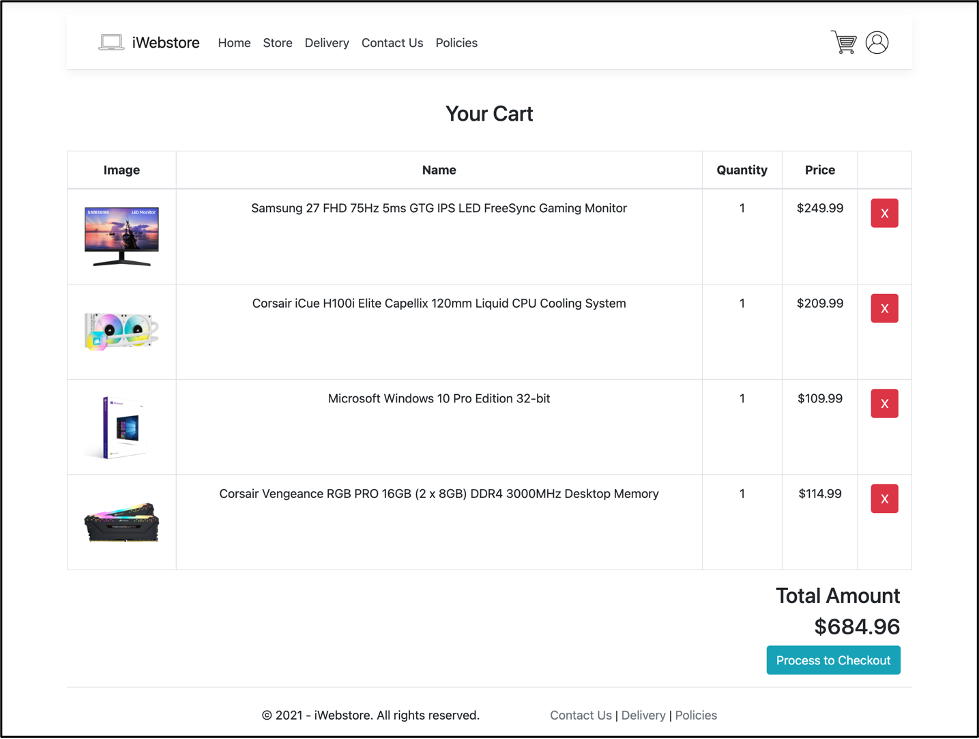 iWebstore Home Store Delivery Contact Us Policies
Your Cart
Image Name Quantity Price
SAMSUNG LED Monitor
Samsung 27 FHD 75Hz 5ms GTG IPS LED FreeSync Gaming Monitor 1 $249.99 X
Corsair iCue H100i Elite Capellix 120mm Liquid CPU Cooling System 1 $209.99 X
Microsoft Windows 10 Pro Edition 32-bit 1 $109.99 X
Corsair Vengeance RGB PRO 16GB (2 x 8GB) DDR4 3000MHz Desktop Memory 1 $114.99 X
Total Amount
$684.96
Process to Checkout
© 2021 - iWebstore. All rights reserved. Contact Us | Delivery | Policies